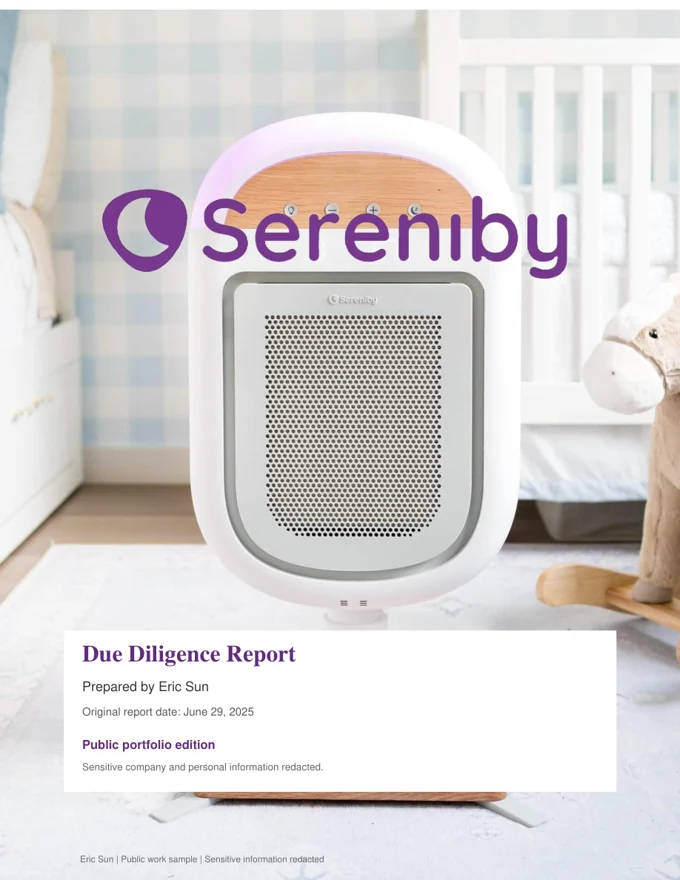 Sereniby
Sereniby
Due Diligence Report
Prepared by Eric Sun
Original report date: June 29, 2025
Public portfolio edition
Sensitive company and personal information redacted.
Eric Sun | Public work sample | Sensitive information redacted